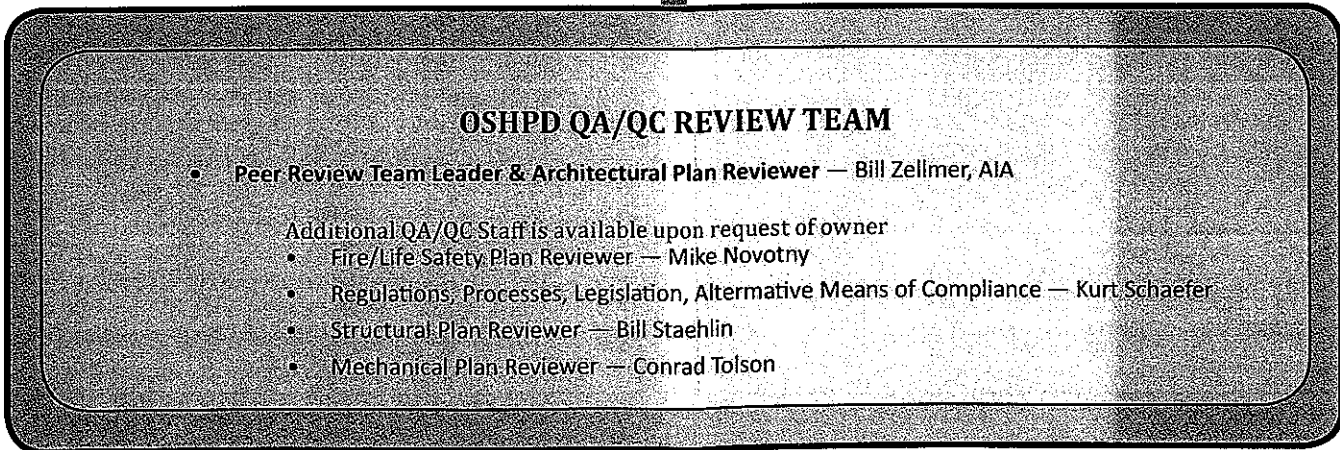 OSHPD QA/QC REVIEW TEAM
• Peer Review Team Leader & Architectural Plan Reviewer — Bill Zellmer, AIA
Additional QA/QC Staff is available upon request of owner
• Fire/Life Safety Plan Reviewer — Mike Novotny
• Regulations, Processes, Legislation, Altermative Means of Compliance — Kurt Schaefer
• Structural Plan Reviewer — Bill Staehlin
• Mechanical Plan Reviewer — Conrad Tolson